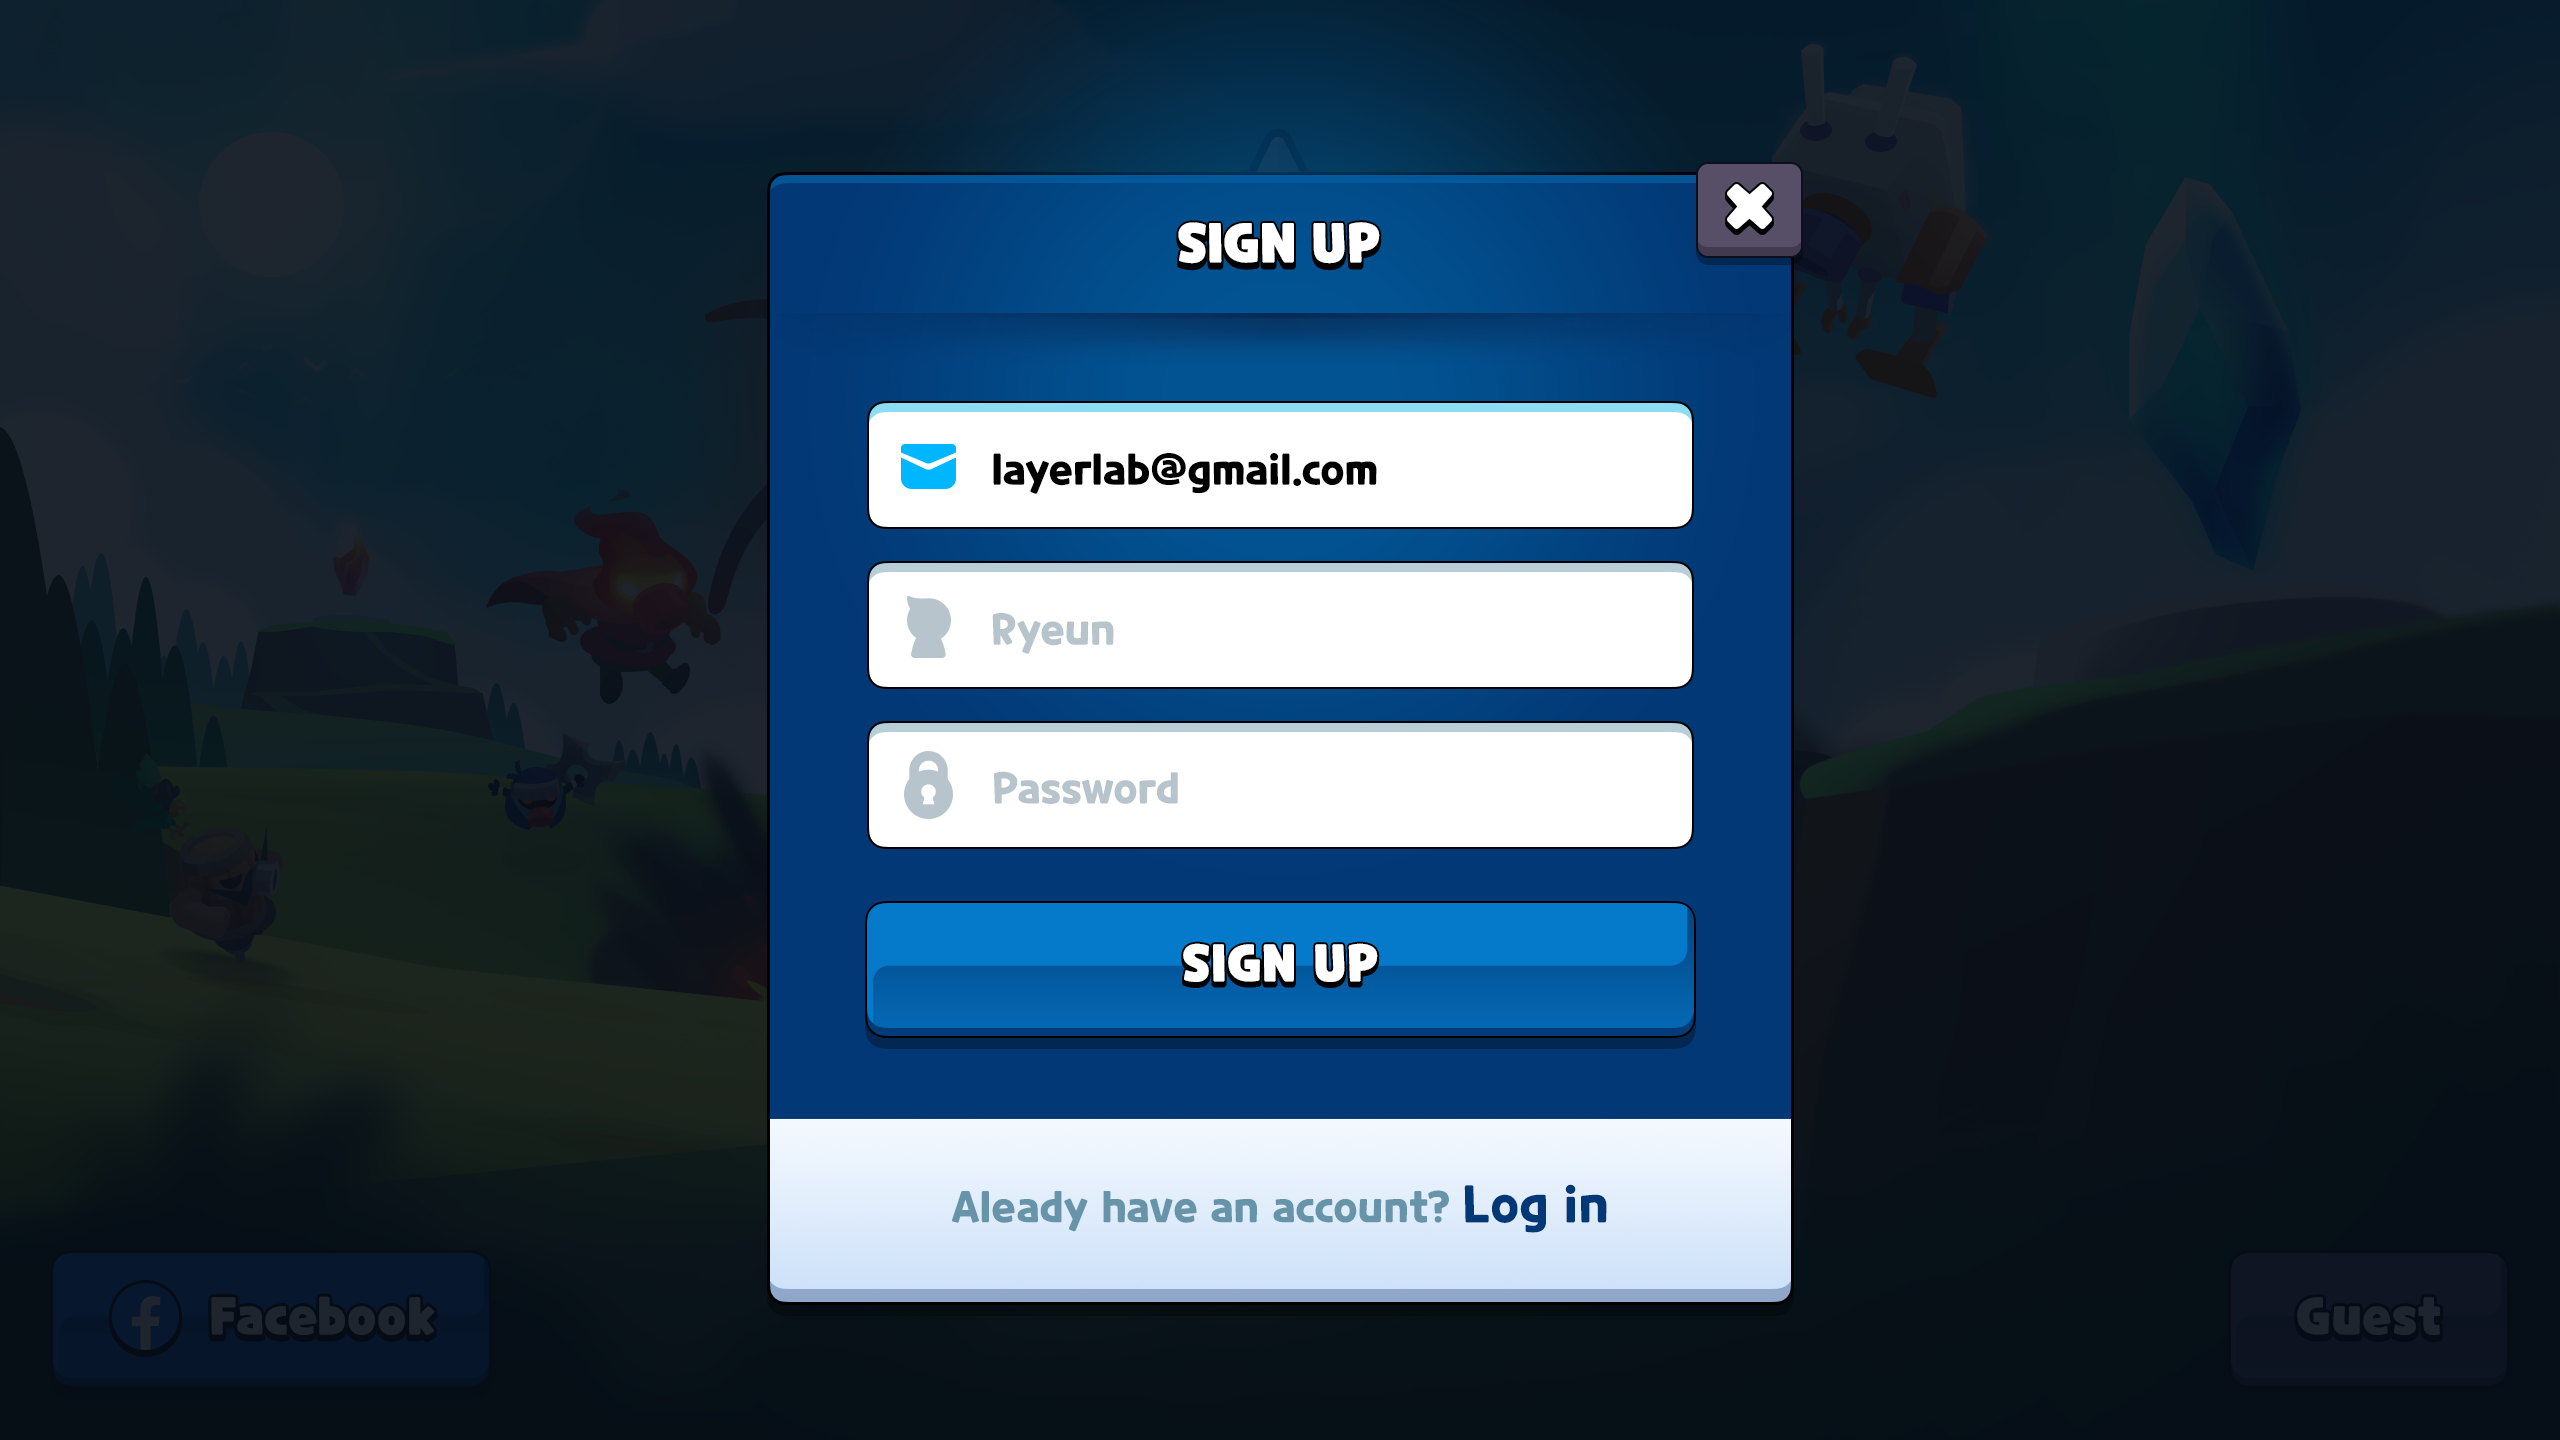 SIGN UP
layerlab@gmail.com
Ryeun
Password
SIGN UP
Aleady have an account? Log in
Facebook
Guest